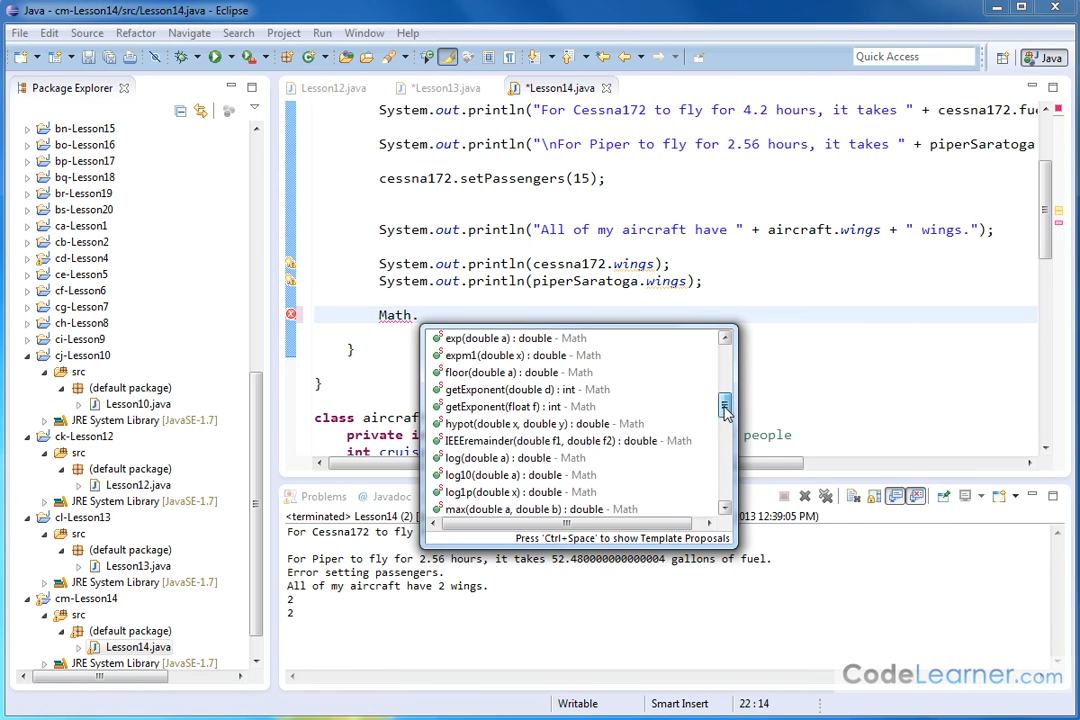 Java - cm-Lesson14/src/Lesson14.java - Eclipse
File Edit Source Refactor Navigate Search Project Run Window Help
Quick Access
Java
Package Explorer
Lesson12.java *Lesson13.java *Lesson14.java
bn-Lesson15
bo-Lesson16
bp-Lesson17
bq-Lesson18
br-Lesson19
bs-Lesson20
ca-Lesson1
cb-Lesson2
cd-Lesson4
ce-Lesson5
cf-Lesson6
cg-Lesson7
ch-Lesson8
ci-Lesson9
cj-Lesson10
src
(default package)
Lesson10.java
JRE System Library [JavaSE-1.7]
ck-Lesson12
src
(default package)
Lesson12.java
JRE System Library [JavaSE-1.7]
cl-Lesson13
src
(default package)
Lesson13.java
JRE System Library [JavaSE-1.7]
cm-Lesson14
src
(default package)
Lesson14.java
JRE System Library [JavaSE-1.7]
System.out.println("For Cessna172 to fly for 4.2 hours, it takes " + cessna172.fue
System.out.println("\nFor Piper to fly for 2.56 hours, it takes " + piperSaratoga
cessna172.setPassengers(15);
System.out.println("All of my aircraft have " + aircraft.wings + " wings.");
System.out.println(cessna172.wings);
System.out.println(piperSaratoga.wings);
Math.
}
}
class aircraft
private i people
int cruis
exp(double a) : double - Math
expm1(double x) : double - Math
floor(double a) : double - Math
getExponent(double d) : int - Math
getExponent(float f) : int - Math
hypot(double x, double y) : double - Math
IEEEremainder(double f1, double f2) : double - Math
log(double a) : double - Math
log10(double a) : double - Math
log1p(double x) : double - Math
max(double a, double b) : double - Math
Press 'Ctrl+Space' to show Template Proposals
Problems Javadoc
<terminated> Lesson14 (2) 013 12:39:05 PM)
For Cessna172 to fly
For Piper to fly for 2.56 hours, it takes 52.480000000000004 gallons of fuel.
Error setting passengers.
All of my aircraft have 2 wings.
2
2
CodeLearner.com
Writable Smart Insert 22 : 14